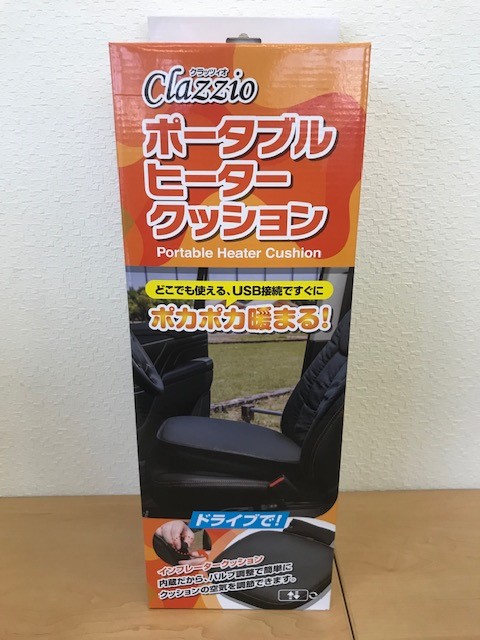 クラッツィオ
Clazzio
ポータブル
ヒーター
クッション
Portable Heater Cushion
どこでも使える、USB接続ですぐに
ポカポカ暖まる!
ドライブで!
インフレータークッション
内蔵だから、バルブ調整で簡単に
クッションの空気を調節できます。